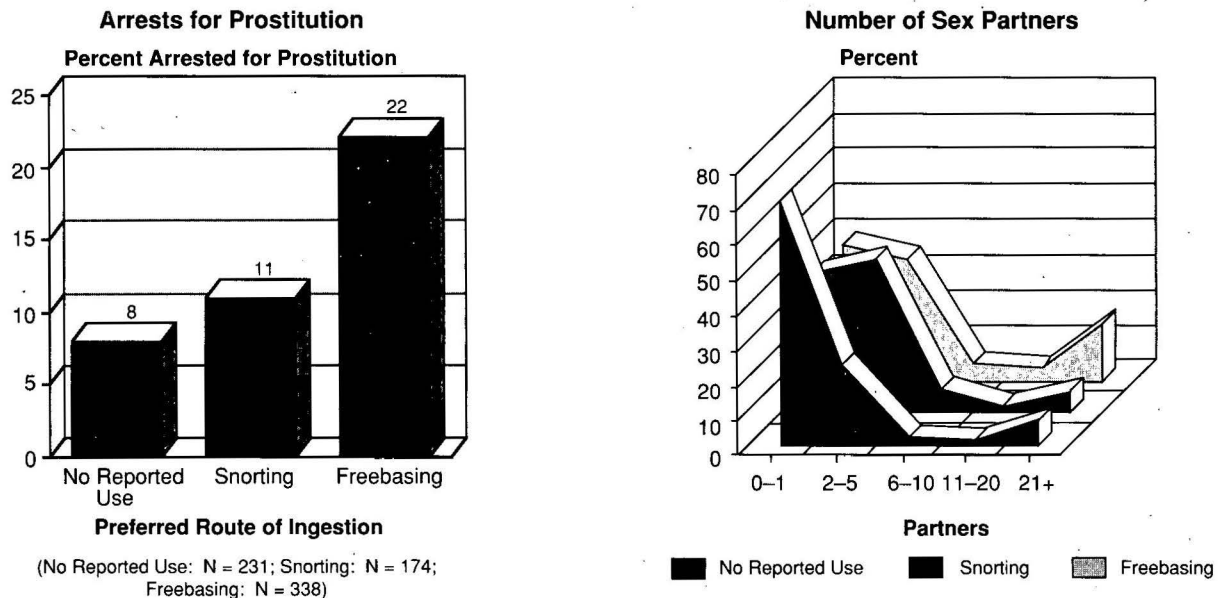 Arrests for Prostitution
Percent Arrested for Prostitution
25
20
15
10
5
0
8
11
22
No Reported
Use
Snorting
Freebasing
Preferred Route of Ingestion
(No Reported Use: N = 231; Snorting: N = 174;
Freebasing: N = 338)
Number of Sex Partners
Percent
80
70
60
50
40
30
20
10
0
0–1
2–5
6–10
11–20
21+
Partners
No Reported Use
Snorting
Freebasing